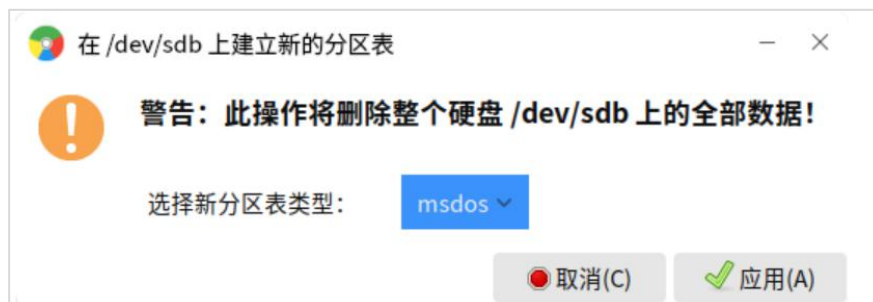 在 /dev/sdb 上建立新的分区表
警告：此操作将删除整个硬盘 /dev/sdb 上的全部数据！
选择新分区表类型：
msdos
取消(C)
应用(A)